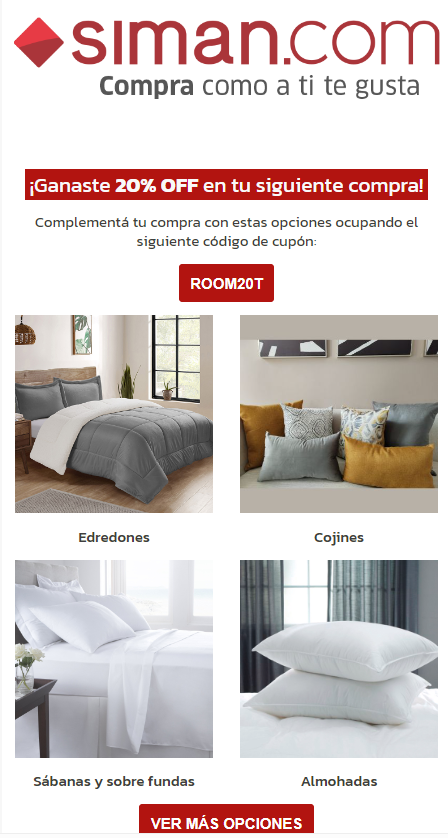 siman.com
Compra como a ti te gusta
¡Ganaste 20% OFF en tu siguiente compra!
Complementá tu compra con estas opciones ocupando el
siguiente código de cupón:
ROOM20T
Edredones
Cojines
Sábanas y sobre fundas
Almohadas
VER MÁS OPCIONES